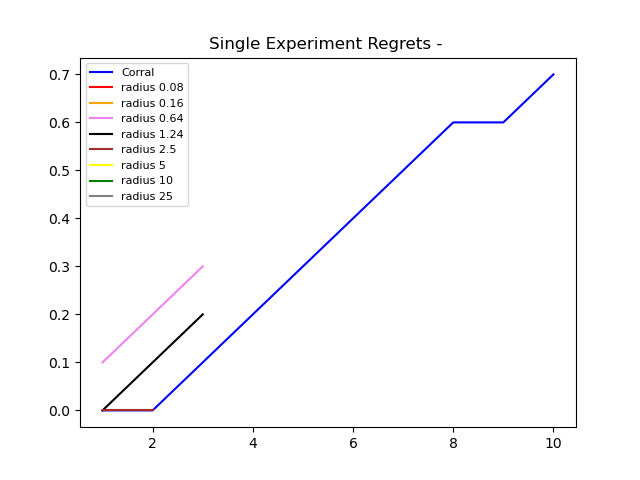 Single Experiment Regrets -
0.7
0.6
0.5
0.4
0.3
0.2
0.1
0.0
Corral
radius 0.08
radius 0.16
radius 0.64
radius 1.24
radius 2.5
radius 5
radius 10
radius 25
2 4 6 8 10